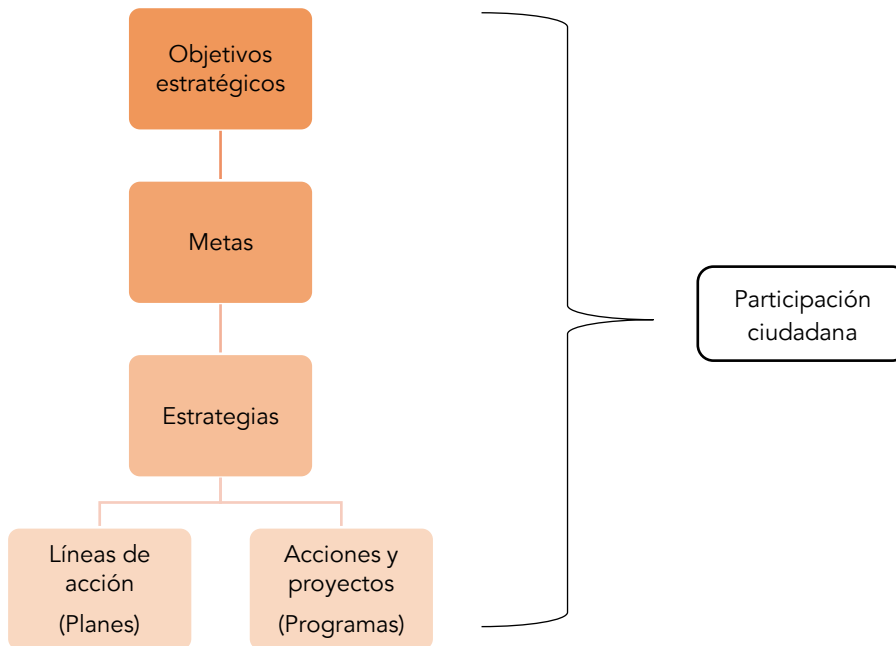 Objetivos
estratégicos
Metas
Participación
ciudadana
Estrategias
Líneas de
acción
(Planes)
Acciones y
proyectos
(Programas)